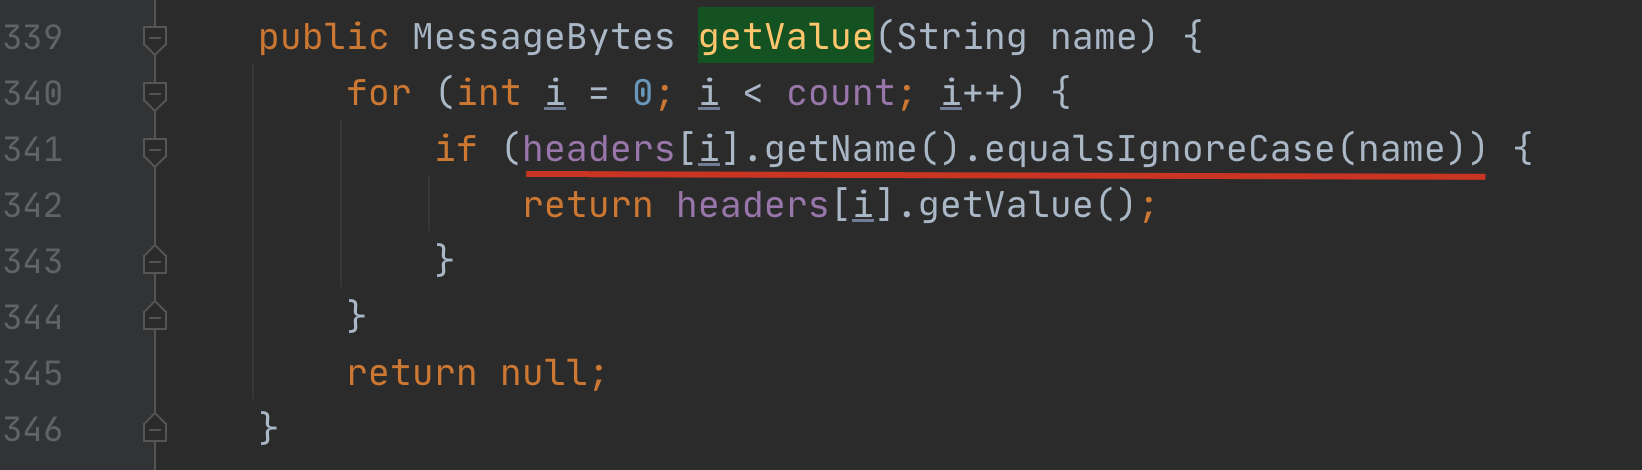 339 public MessageBytes getValue(String name) {
340 for (int i = 0; i < count; i++) {
341 if (headers[i].getName().equalsIgnoreCase(name)) {
342 return headers[i].getValue();
343 }
344 }
345 return null;
346 }